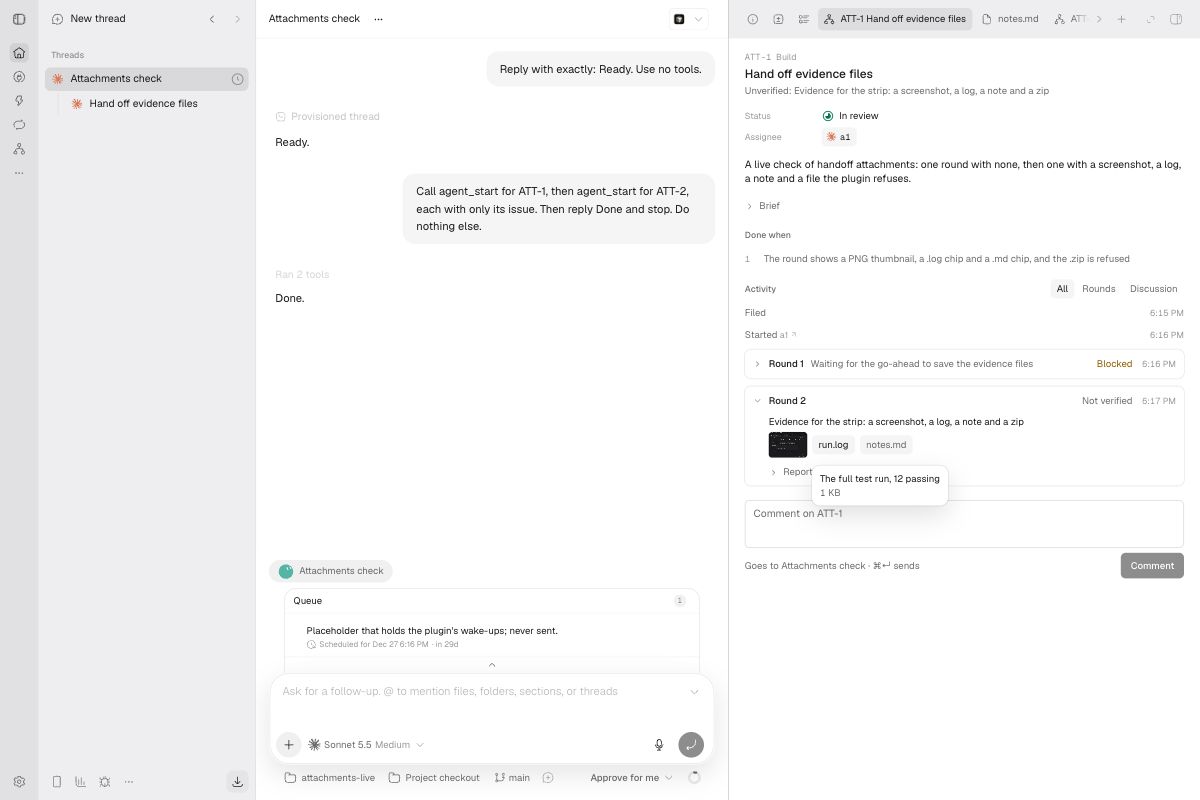 New thread
Threads
Attachments check
Hand off evidence files
Attachments check
Reply with exactly: Ready. Use no tools.
Provisioned thread
Ready.
Call agent_start for ATT-1, then agent_start for ATT-2,
each with only its issue. Then reply Done and stop. Do
nothing else.
Ran 2 tools
Done.
Attachments check
Queue
1
Placeholder that holds the plugin's wake-ups; never sent.
Scheduled for Dec 27 6:16 PM · in 29d
Ask for a follow-up. @ to mention files, folders, sections, or threads
Sonnet 5.5 Medium
attachments-live
Project checkout
main
Approve for me
ATT-1 Hand off evidence files
notes.md
ATT-
ATT-1 Build
Hand off evidence files
Unverified: Evidence for the strip: a screenshot, a log, a note and a zip
Status
In review
Assignee
a1
A live check of handoff attachments: one round with none, then one with a screenshot, a log,
a note and a file the plugin refuses.
Brief
Done when
1 The round shows a PNG thumbnail, a .log chip and a .md chip, and the .zip is refused
Activity
All
Rounds
Discussion
Filed
6:15 PM
Started a1
6:16 PM
Round 1 Waiting for the go-ahead to save the evidence files
Blocked 6:16 PM
Round 2
Not verified 6:17 PM
Evidence for the strip: a screenshot, a log, a note and a zip
run.log
notes.md
Report
The full test run, 12 passing
1 KB
Comment on ATT-1
Goes to Attachments check · ⌘↵ sends
Comment